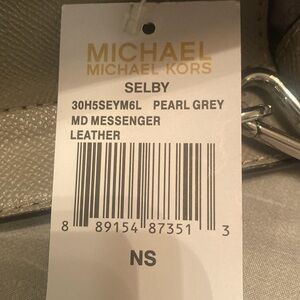 MICHAEL
MICHAEL KORS
SELBY
30H5SEYM6L PEARL GREY
MD MESSENGER
LEATHER
8 89154 87351 3
NS